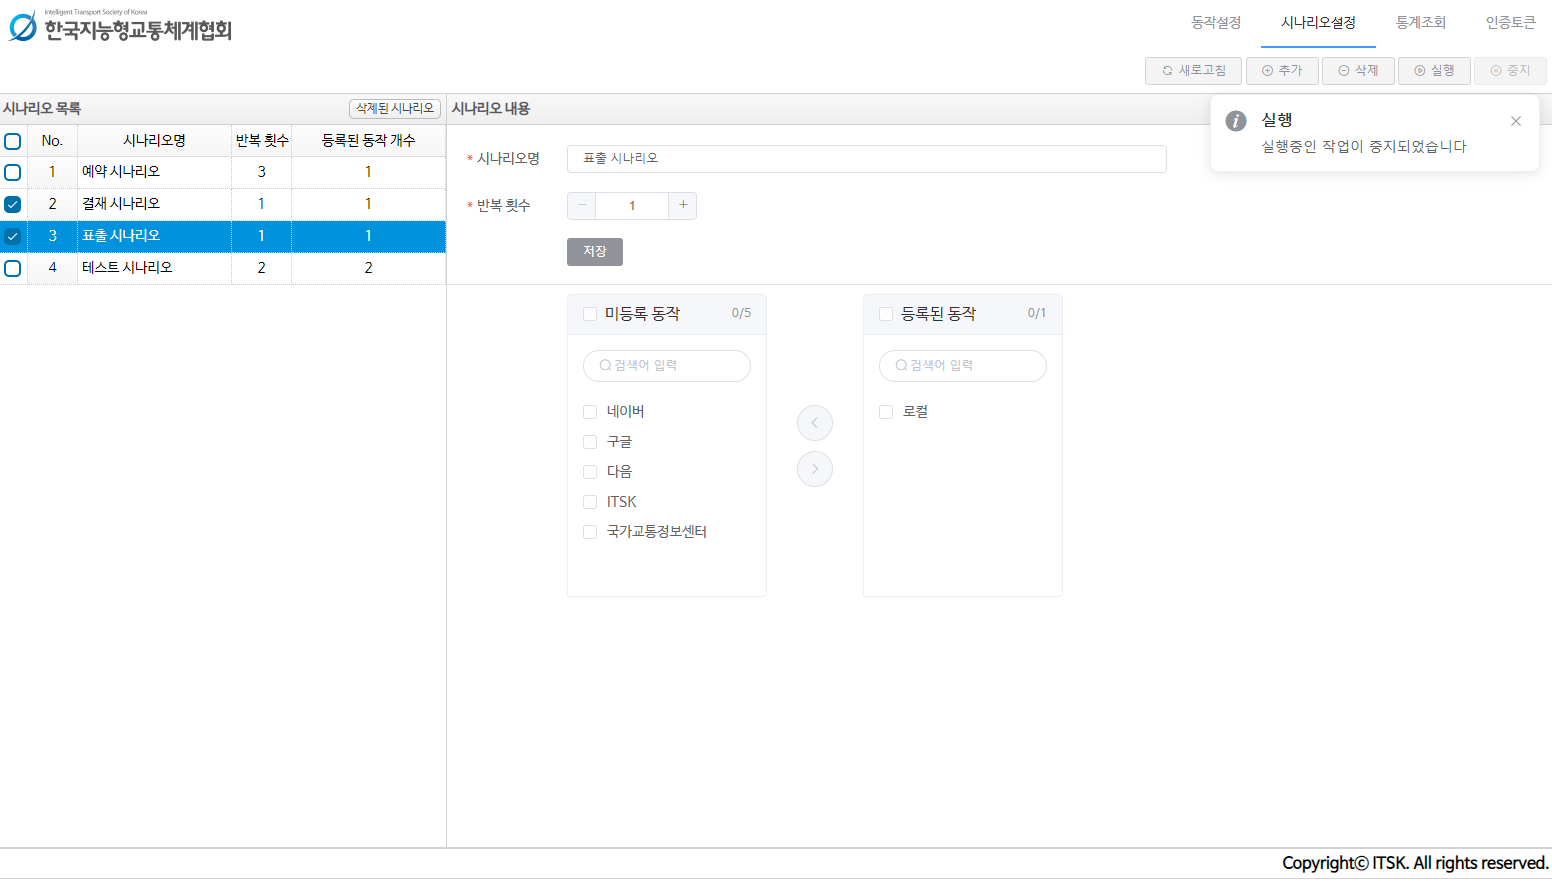 Intelligent Transport Society of Korea
한국지능형교통체계협회
동작설정 시나리오설정 통계조회 인증토큰
새로고침 추가 삭제 실행 중지
시나리오 목록 삭제된 시나리오
No. 시나리오명 반복 횟수 등록된 동작 개수
1 예약 시나리오 3 1
2 결재 시나리오 1 1
3 표출 시나리오 1 1
4 테스트 시나리오 2 2
시나리오 내용
실행
실행중인 작업이 중지되었습니다
* 시나리오명 표출 시나리오
* 반복 횟수 − 1 +
저장
미등록 동작 0/5
검색어 입력
네이버
구글
다음
ITSK
국가교통정보센터
등록된 동작 0/1
검색어 입력
로컬
Copyrightⓒ ITSK. All rights reserved.